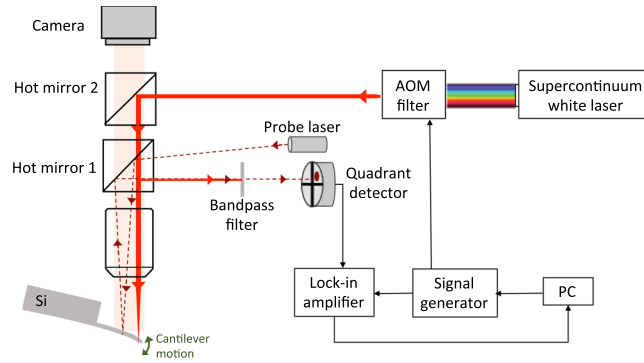 Camera
Hot mirror 2
AOM
filter
Supercontinuum
white laser
Probe laser
Hot mirror 1
Quadrant
detector
Bandpass
filter
Si
Lock-in
amplifier
Signal
generator
PC
Cantilever
motion